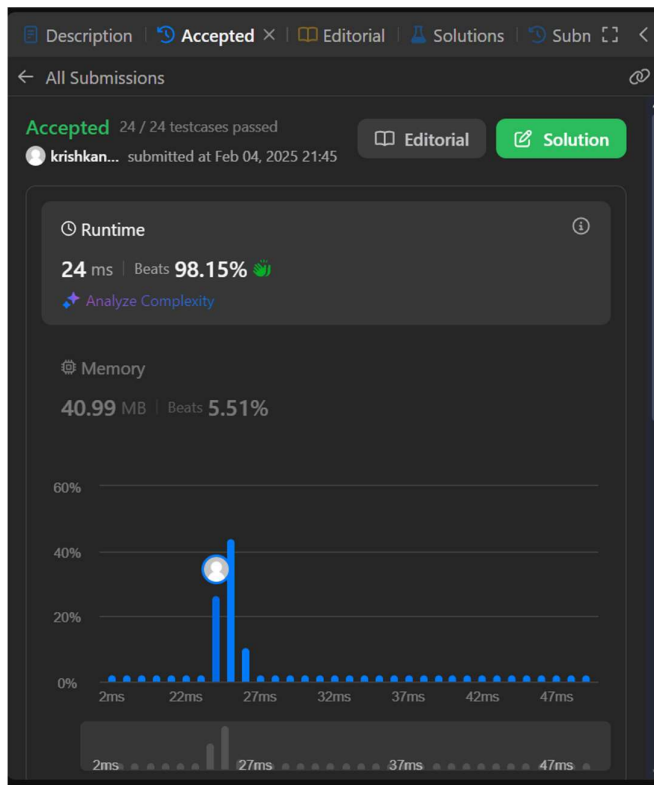 Description Accepted × Editorial Solutions Subn
All Submissions
Accepted 24 / 24 testcases passed
krishkan... submitted at Feb 04, 2025 21:45
Editorial Solution
Runtime
24 ms Beats 98.15%
Analyze Complexity
Memory
40.99 MB Beats 5.51%
60%
40%
20%
0%
2ms 22ms 27ms 32ms 37ms 42ms 47ms
2ms 27ms 37ms 47ms